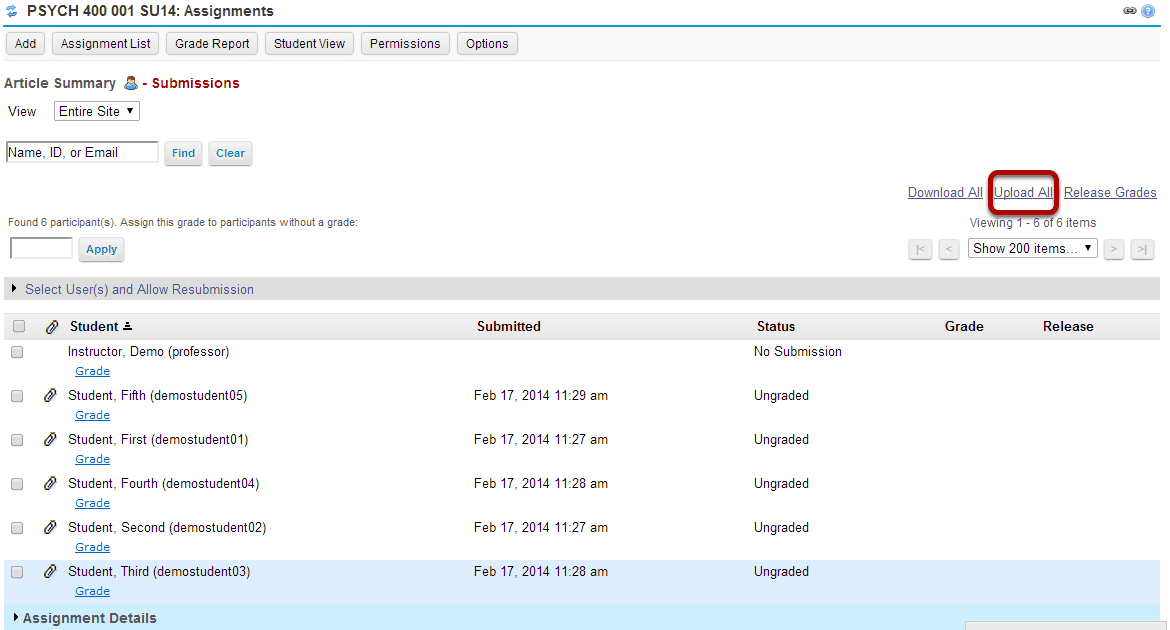 PSYCH 400 001 SU14: Assignments
Add Assignment List Grade Report Student View Permissions Options
Article Summary - Submissions
View Entire Site
Name, ID, or Email Find Clear
Download All Upload All Release Grades
Found 6 participant(s). Assign this grade to participants without a grade:
Viewing 1 - 6 of 6 items
Apply |< < Show 200 items... > >|
Select User(s) and Allow Resubmission
Student Submitted Status Grade Release
Instructor, Demo (professor) No Submission
Grade
Student, Fifth (demostudent05) Feb 17, 2014 11:29 am Ungraded
Grade
Student, First (demostudent01) Feb 17, 2014 11:27 am Ungraded
Grade
Student, Fourth (demostudent04) Feb 17, 2014 11:28 am Ungraded
Grade
Student, Second (demostudent02) Feb 17, 2014 11:27 am Ungraded
Grade
Student, Third (demostudent03) Feb 17, 2014 11:28 am Ungraded
Grade
Assignment Details